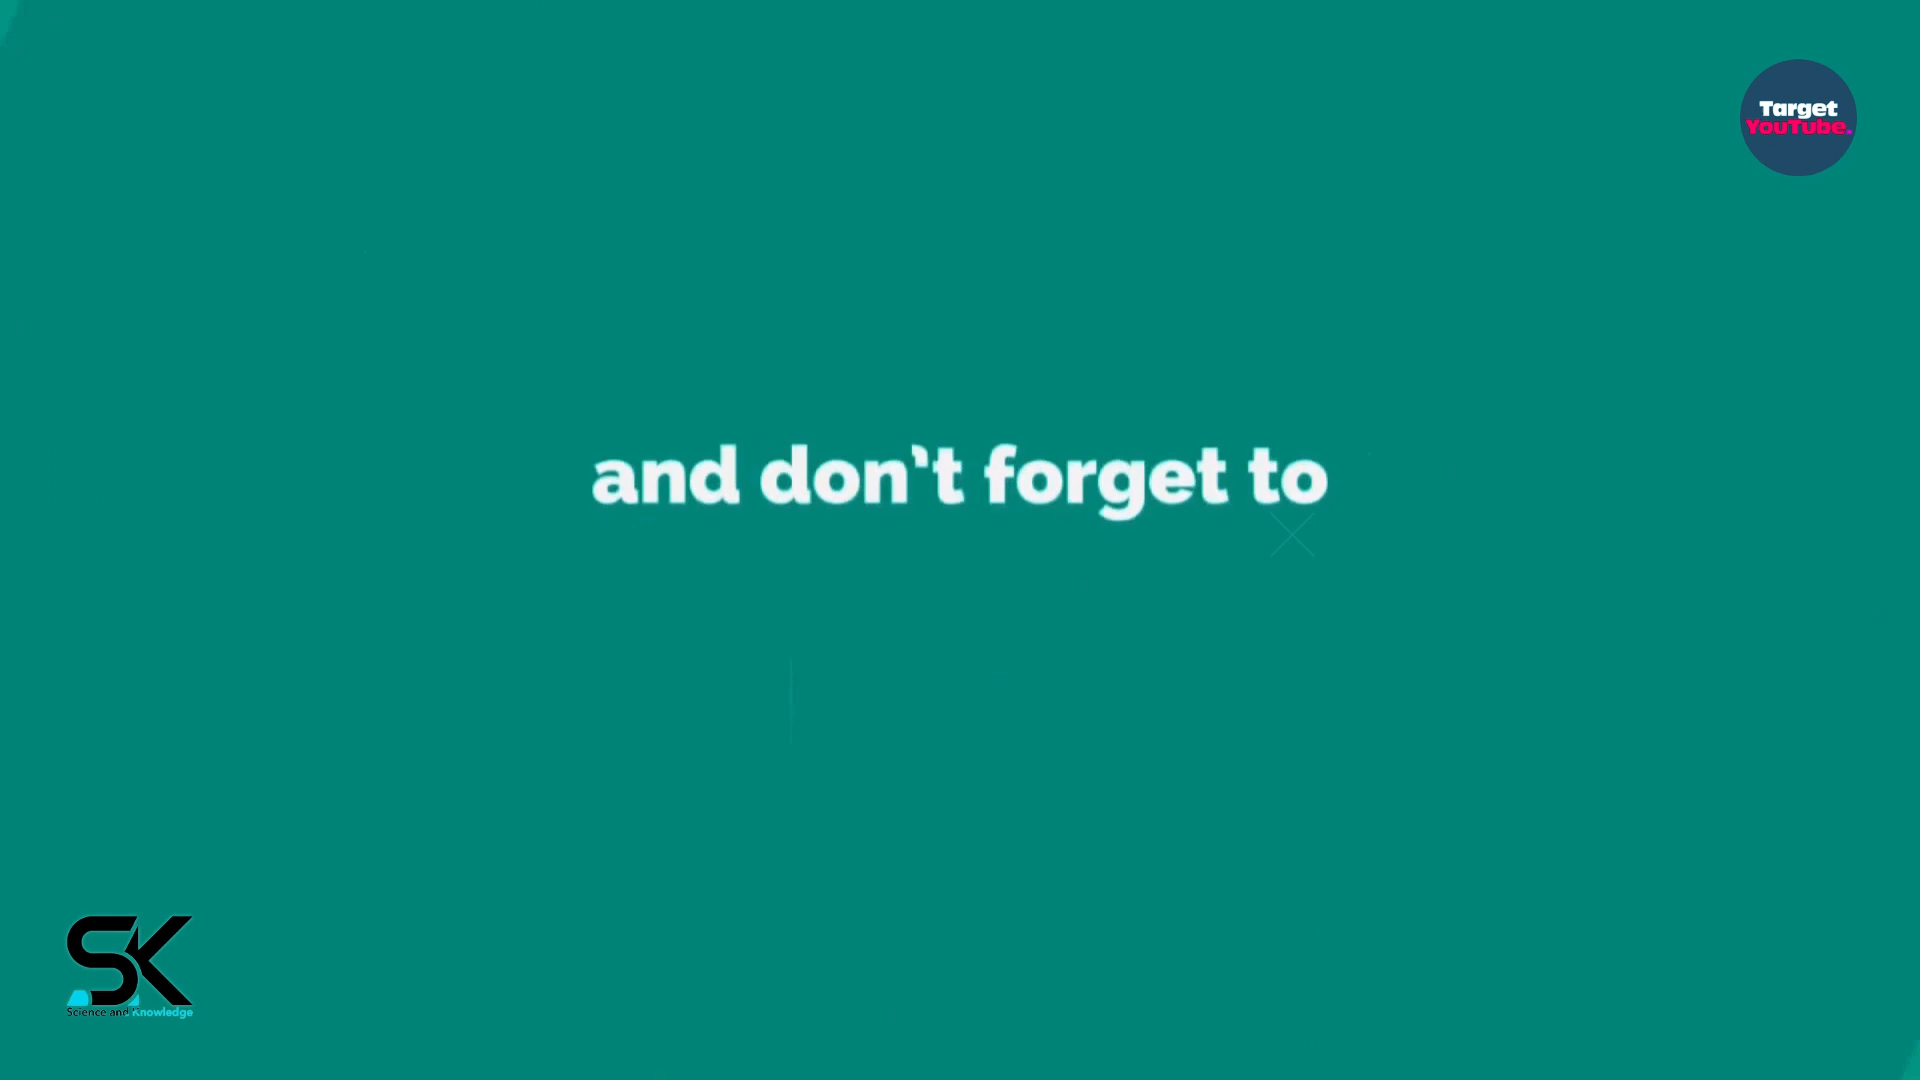 Target
YouTube.
and don't forget to
SK
Science and Knowledge